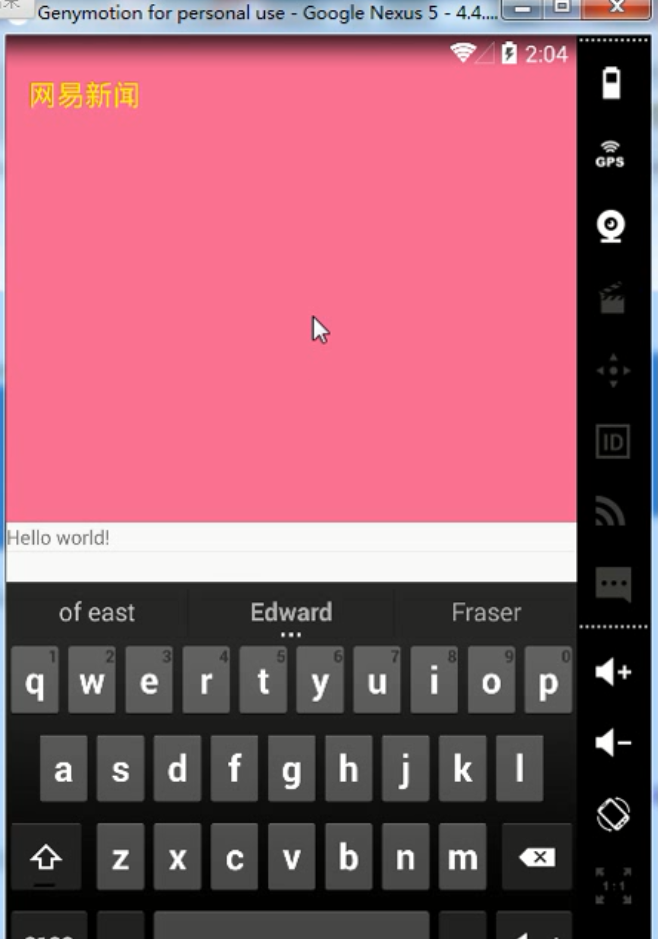 Genymotion for personal use - Google Nexus 5 - 4.4....
2:04
网易新闻
GPS
ID
Hello world!
of east Edward Fraser
1 2 3 4 5 6 7 8 9 0
q w e r t y u i o p
a s d f g h j k l
z x c v b n m
1:1